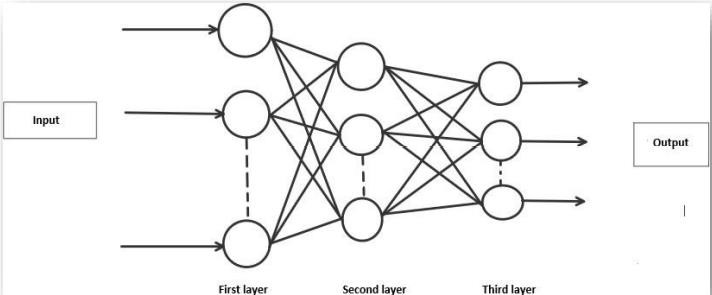 Input
Output
First layer
Second layer
Third layer